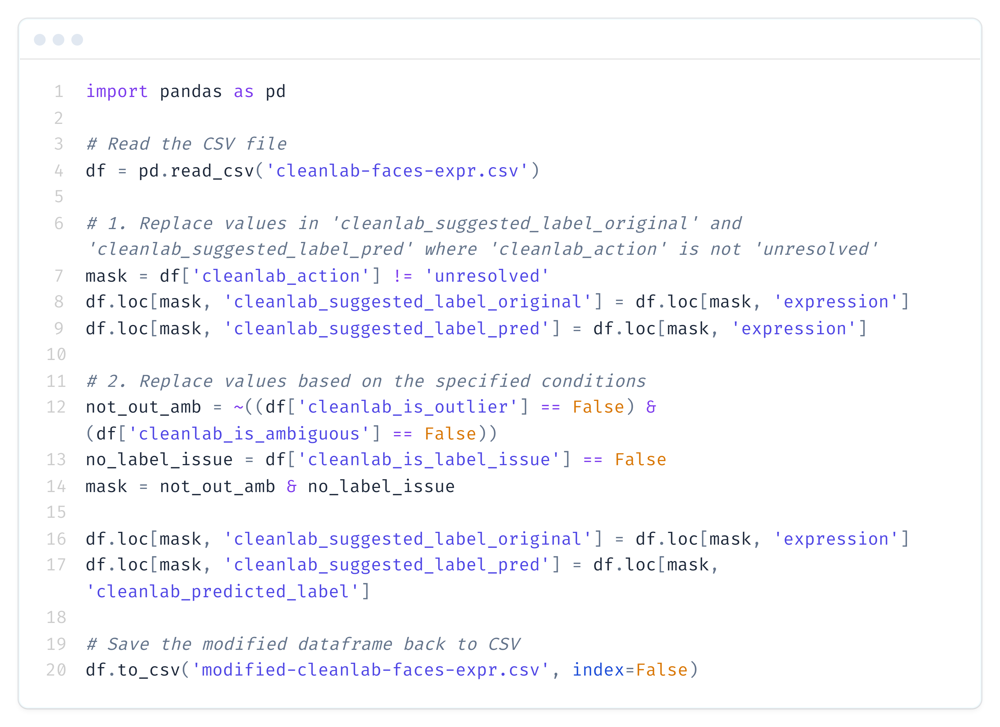 1 import pandas as pd
2
3 # Read the CSV file
4 df = pd.read_csv('cleanlab-faces-expr.csv')
5
6 # 1. Replace values in 'cleanlab_suggested_label_original' and
'cleanlab_suggested_label_pred' where 'cleanlab_action' is not 'unresolved'
7 mask = df['cleanlab_action'] != 'unresolved'
8 df.loc[mask, 'cleanlab_suggested_label_original'] = df.loc[mask, 'expression']
9 df.loc[mask, 'cleanlab_suggested_label_pred'] = df.loc[mask, 'expression']
10
11 # 2. Replace values based on the specified conditions
12 not_out_amb = ~((df['cleanlab_is_outlier'] == False) &
(df['cleanlab_is_ambiguous'] == False))
13 no_label_issue = df['cleanlab_is_label_issue'] == False
14 mask = not_out_amb & no_label_issue
15
16 df.loc[mask, 'cleanlab_suggested_label_original'] = df.loc[mask, 'expression']
17 df.loc[mask, 'cleanlab_suggested_label_pred'] = df.loc[mask,
'cleanlab_predicted_label']
18
19 # Save the modified dataframe back to CSV
20 df.to_csv('modified-cleanlab-faces-expr.csv', index=False)